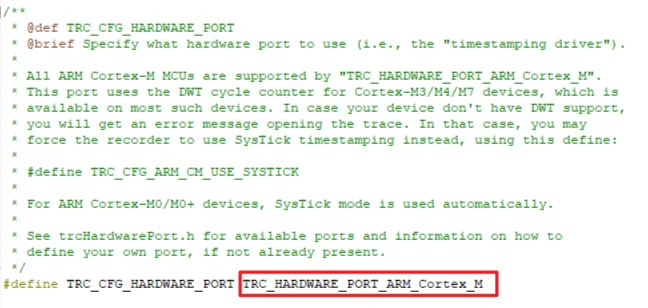 /**
* @def TRC_CFG_HARDWARE_PORT
* @brief Specify what hardware port to use (i.e., the "timestamping driver").
*
* All ARM Cortex-M MCUs are supported by "TRC_HARDWARE_PORT_ARM_Cortex_M".
* This port uses the DWT cycle counter for Cortex-M3/M4/M7 devices, which is
* available on most such devices. In case your device don't have DWT support,
* you will get an error message opening the trace. In that case, you may
* force the recorder to use SysTick timestamping instead, using this define:
*
* #define TRC_CFG_ARM_CM_USE_SYSTICK
*
* For ARM Cortex-M0/M0+ devices, SysTick mode is used automatically.
*
* See trcHardwarePort.h for available ports and information on how to
* define your own port, if not already present.
*/
#define TRC_CFG_HARDWARE_PORT TRC_HARDWARE_PORT_ARM_Cortex_M